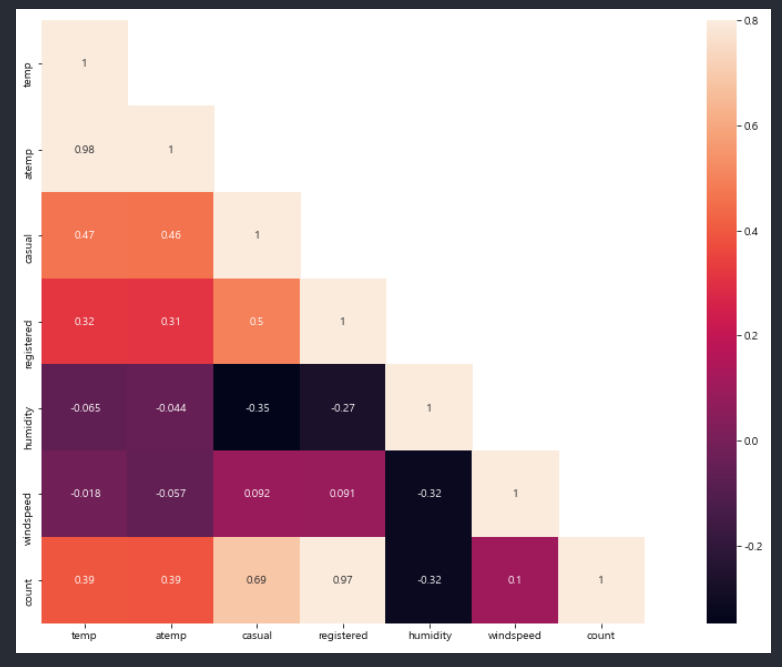 temp
1
atemp
0.98 1
casual
0.47 0.46 1
registered
0.32 0.31 0.5 1
humidity
-0.065 -0.044 -0.35 -0.27 1
windspeed
-0.018 -0.057 0.092 0.091 -0.32 1
count
0.39 0.39 0.69 0.97 -0.32 0.1 1
temp atemp casual registered humidity windspeed count
0.8
0.6
0.4
0.2
0.0
-0.2